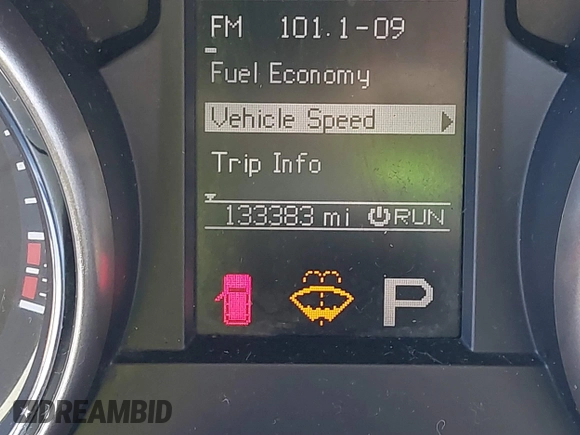 FM 101.1-09
Fuel Economy
Vehicle Speed
Trip Info
133383 mi RUN
P
DREAMBID